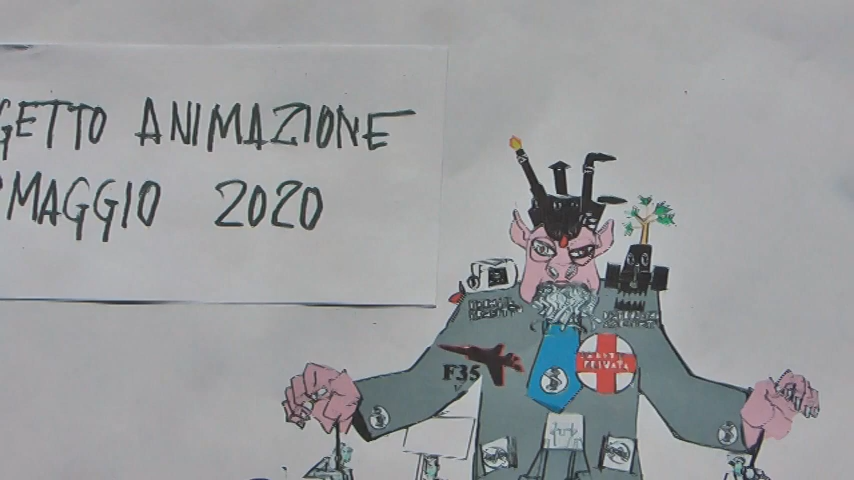 GETTO ANIMAZIONE
MAGGIO 2020
F35
SANITÀ
PRIVATA